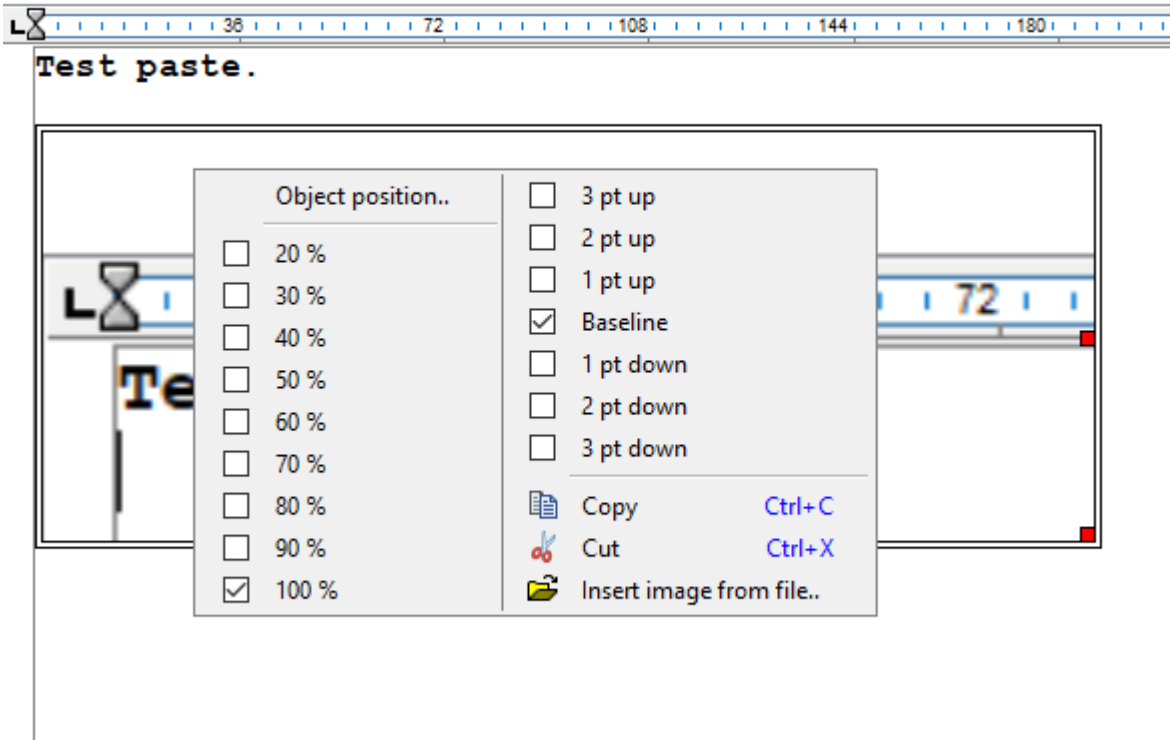 36 72 108 144 180
Test paste.
Object position..
20 %
30 %
40 %
50 %
60 %
70 %
80 %
90 %
100 %
3 pt up
2 pt up
1 pt up
Baseline
1 pt down
2 pt down
3 pt down
Copy Ctrl+C
Cut Ctrl+X
Insert image from file..
72
Te